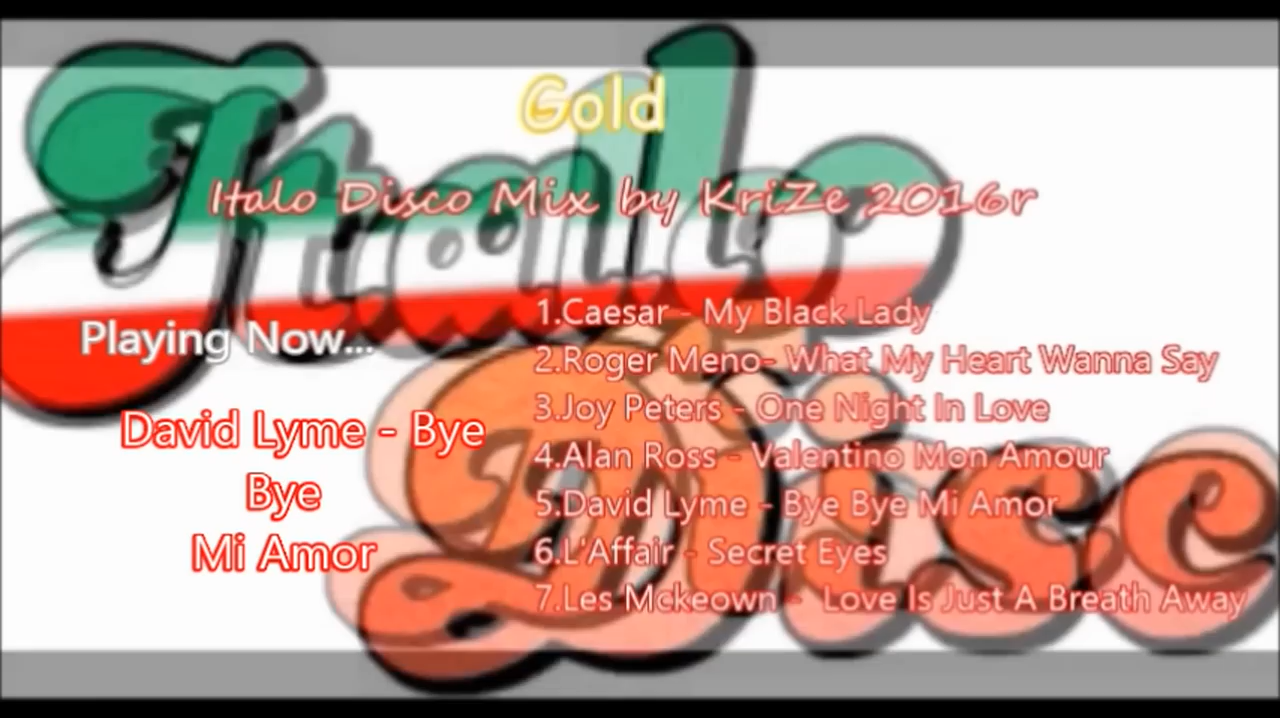 Italo
Disc
Gold
Italo Disco Mix by KriZe 2016r
Playing Now...
David Lyme - Bye
Bye
Mi Amor
1.Caesar - My Black Lady
2.Roger Meno- What My Heart Wanna Say
3.Joy Peters - One Night In Love
4.Alan Ross - Valentino Mon Amour
5.David Lyme - Bye Bye Mi Amor
6.L'Affair - Secret Eyes
7.Les Mckeown - Love Is Just A Breath Away